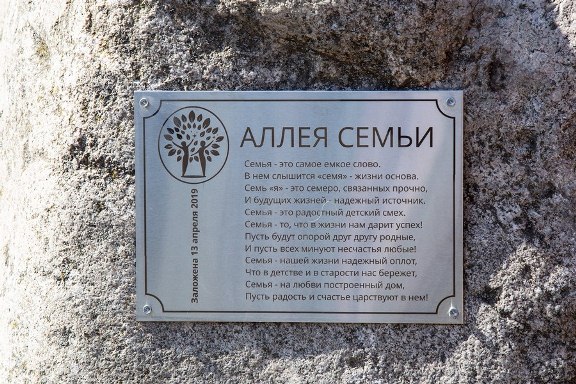 АЛЛЕЯ СЕМЬИ
Семья - это самое емкое слово.
В нем слышится «семя» - жизни основа.
Семь «я» - это семеро, связанных прочно,
И будущих жизней - надежный источник.
Семья - это радостный детский смех.
Семья - то, что в жизни нам дарит успех!
Пусть будут опорой друг другу родные,
И пусть всех минуют несчастья любые!
Семья - нашей жизни надежный оплот,
Что в детстве и в старости нас бережет,
Семья - на любви построенный дом,
Пусть радость и счастье царствуют в нем!
Заложена 13 апреля 2019